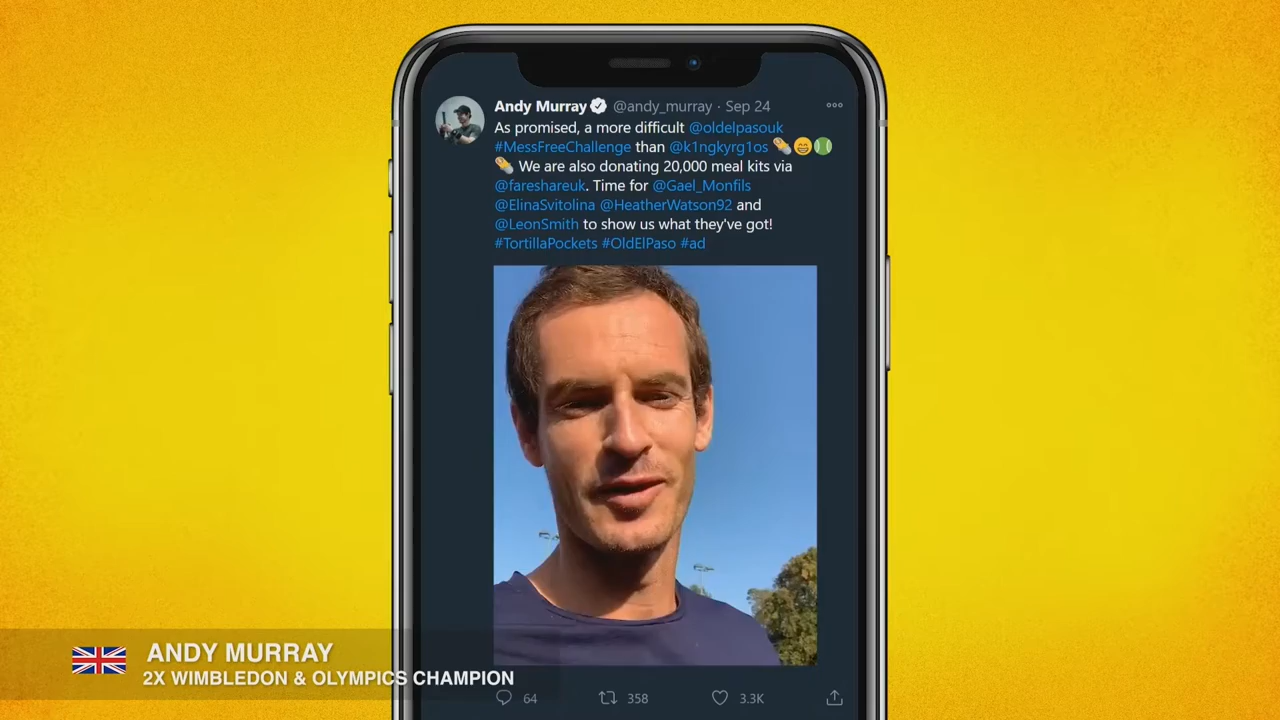 Andy Murray @andy_murray · Sep 24
As promised, a more difficult @oldelpasouk
#MessFreeChallenge than @k1ngkyrg1os 🌯😄🎾
🌯 We are also donating 20,000 meal kits via
@fareshareuk. Time for @Gael_Monfils
@ElinaSvitolina @HeatherWatson92 and
@LeonSmith to show us what they've got!
#TortillaPockets #OldElPaso #ad
ANDY MURRAY
2X WIMBLEDON & OLYMPICS CHAMPION
64 358 3.3K